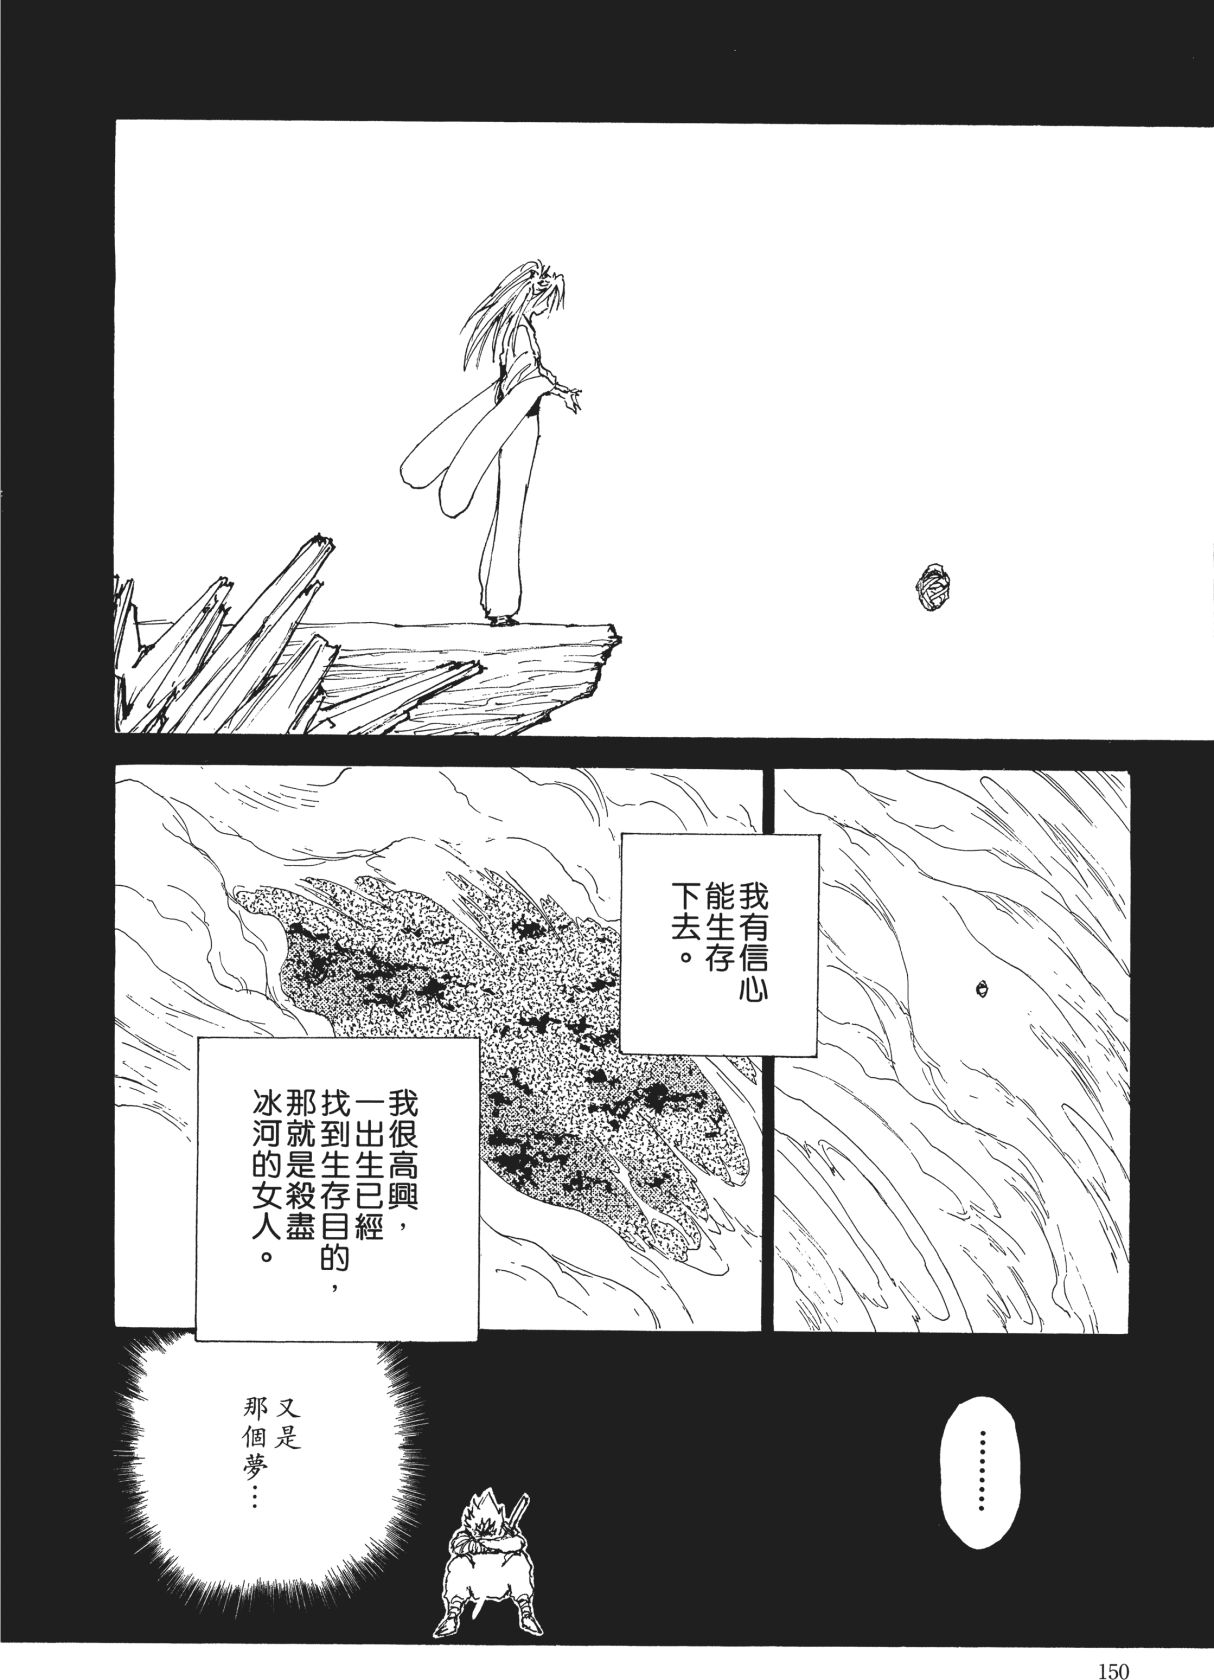 我有信心
能生存
下去。
我很高興，
一出生已經
找到生存目的，
那就是殺盡
冰河的女人。
………
又是
那個夢…
150